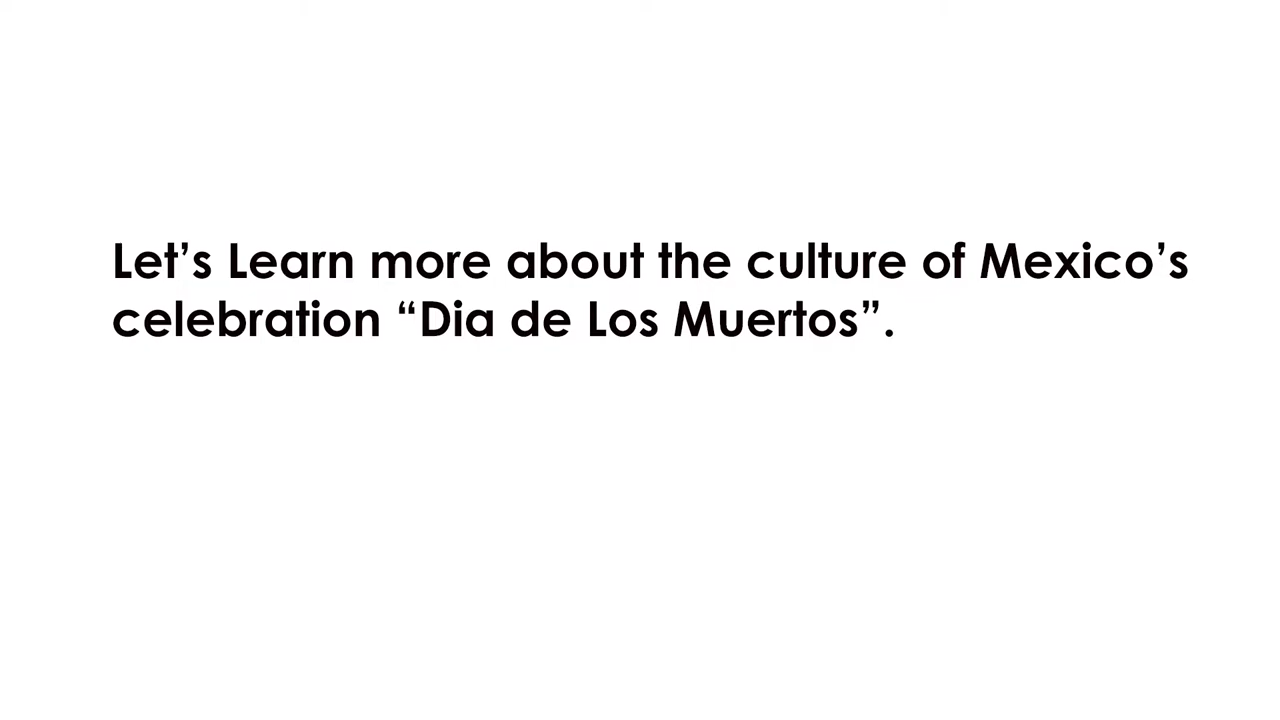 Let’s Learn more about the culture of Mexico’s
celebration “Dia de Los Muertos”.